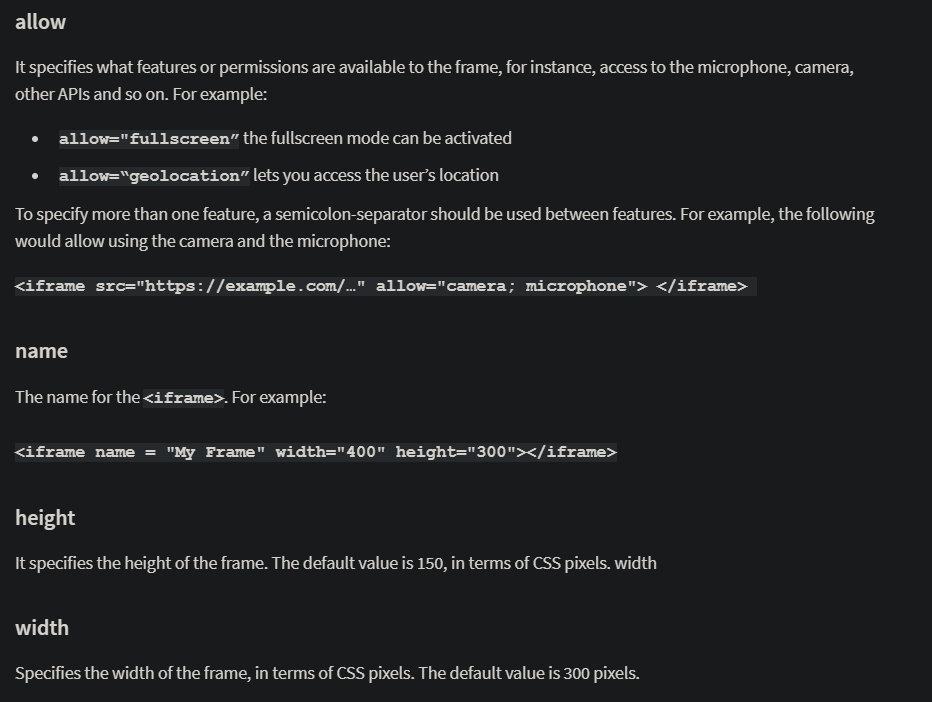 allow
It specifies what features or permissions are available to the frame, for instance, access to the microphone, camera,
other APIs and so on. For example:
• allow="fullscreen” the fullscreen mode can be activated
• allow=“geolocation” lets you access the user’s location
To specify more than one feature, a semicolon-separator should be used between features. For example, the following
would allow using the camera and the microphone:
<iframe src="https://example.com/…" allow="camera; microphone"> </iframe>
name
The name for the <iframe>. For example:
<iframe name = "My Frame" width="400" height="300"></iframe>
height
It specifies the height of the frame. The default value is 150, in terms of CSS pixels. width
width
Specifies the width of the frame, in terms of CSS pixels. The default value is 300 pixels.